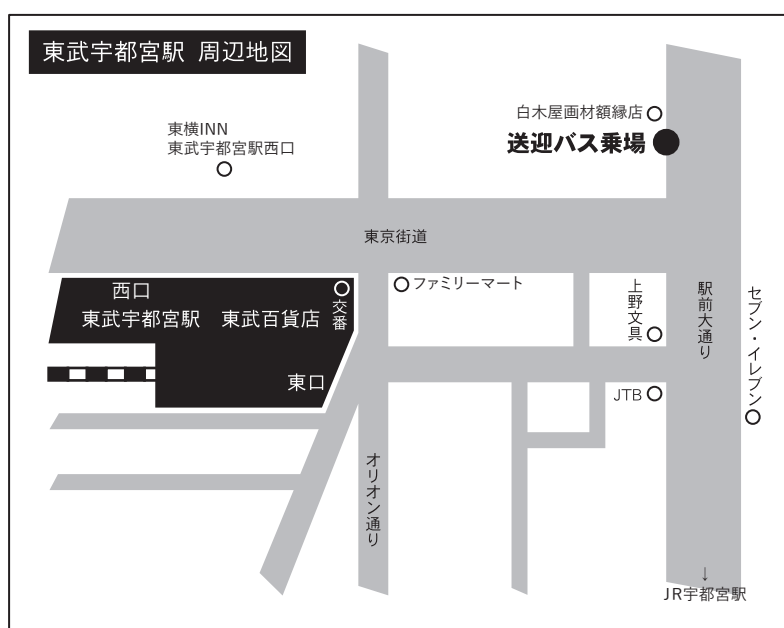 東武宇都宮駅 周辺地図
白木屋画材額縁店
送迎バス乗場
東横INN
東武宇都宮駅西口
東京街道
西口
交番
ファミリーマート
上野文具
駅前大通り
セブン・イレブン
東武宇都宮駅 東武百貨店
東口
JTB
オリオン通り
↓
JR宇都宮駅